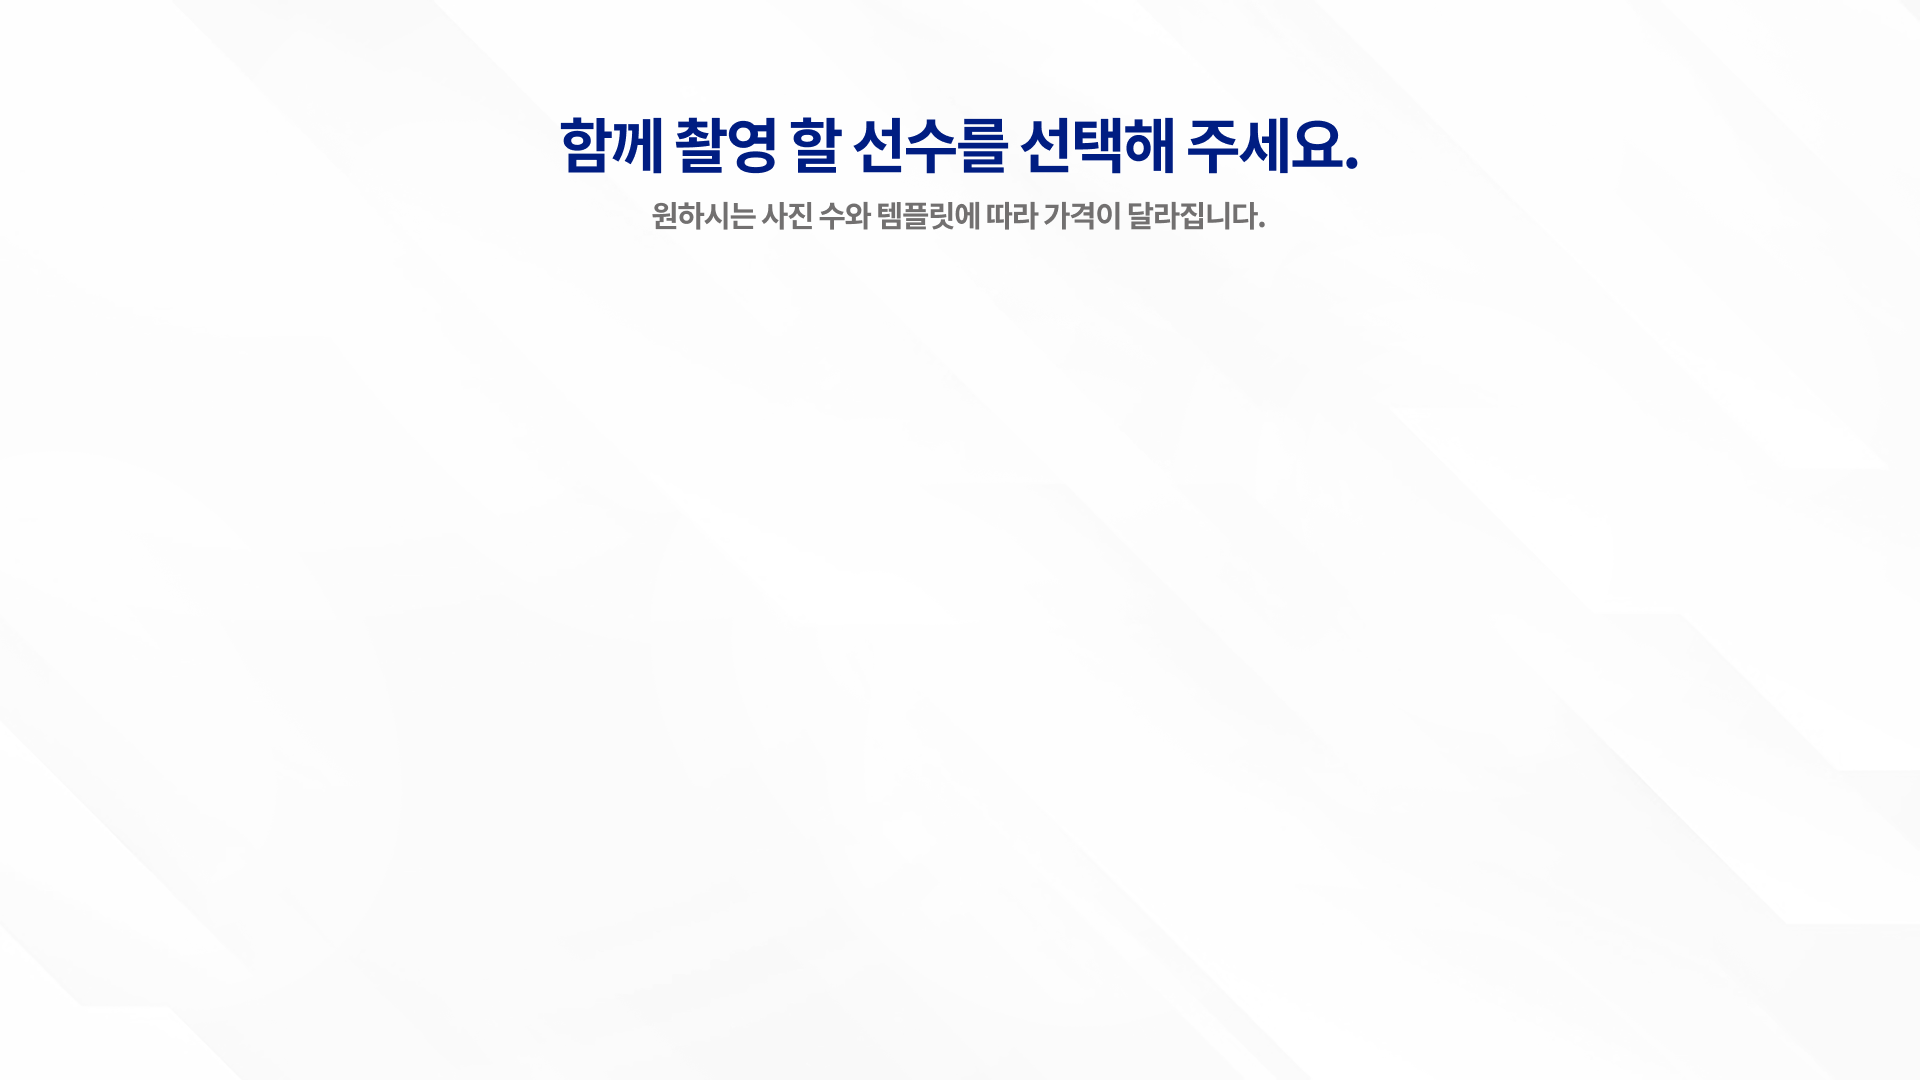 함께 촬영 할 선수를 선택해 주세요.
원하시는 사진 수와 템플릿에 따라 가격이 달라집니다.